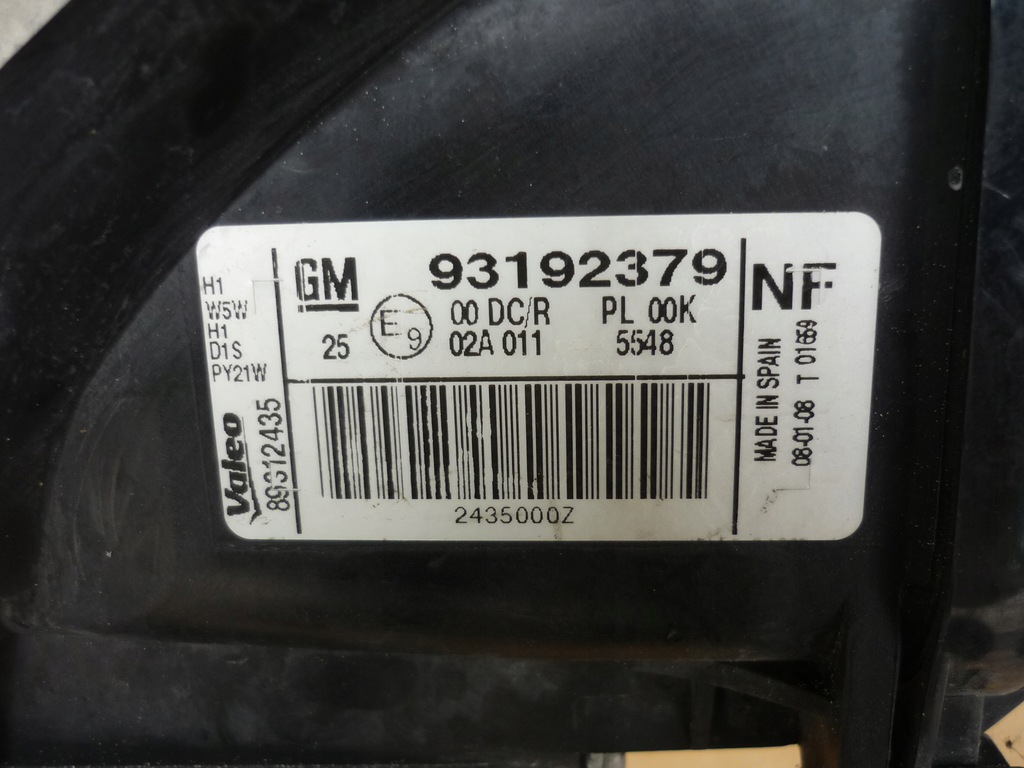 H1
W5W
H1
D1S
PY21W
Valeo
89312435
GM
93192379
25
E9
00 DC/R PL 00K
02A 011 5548
2435000Z
NF
MADE IN SPAIN
08-01-08 T 01659